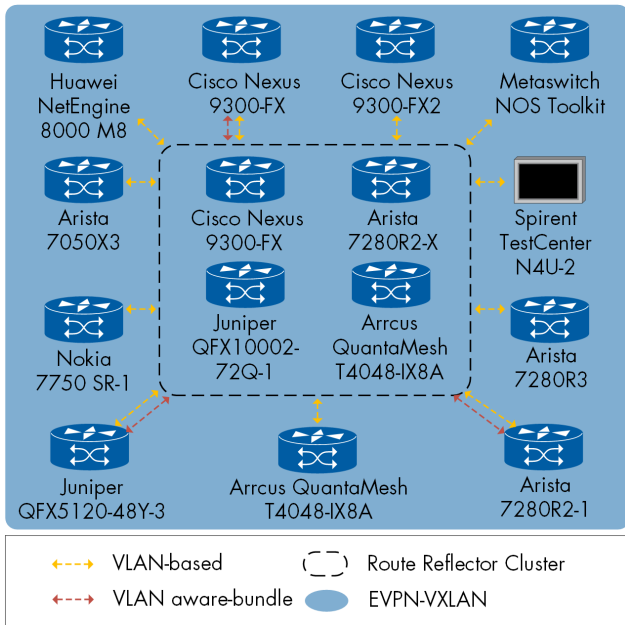 Huawei
NetEngine
8000 M8
Cisco Nexus
9300-FX
Cisco Nexus
9300-FX2
Metaswitch
NOS Toolkit
Arista
7050X3
Cisco Nexus
9300-FX
Arista
7280R2-X
Spirent
TestCenter
N4U-2
Nokia
7750 SR-1
Juniper
QFX10002-
72Q-1
Arrcus
QuantaMesh
T4048-IX8A
Arista
7280R3
Juniper
QFX5120-48Y-3
Arrcus QuantaMesh
T4048-IX8A
Arista
7280R2-1
VLAN-based
Route Reflector Cluster
VLAN aware-bundle
EVPN-VXLAN